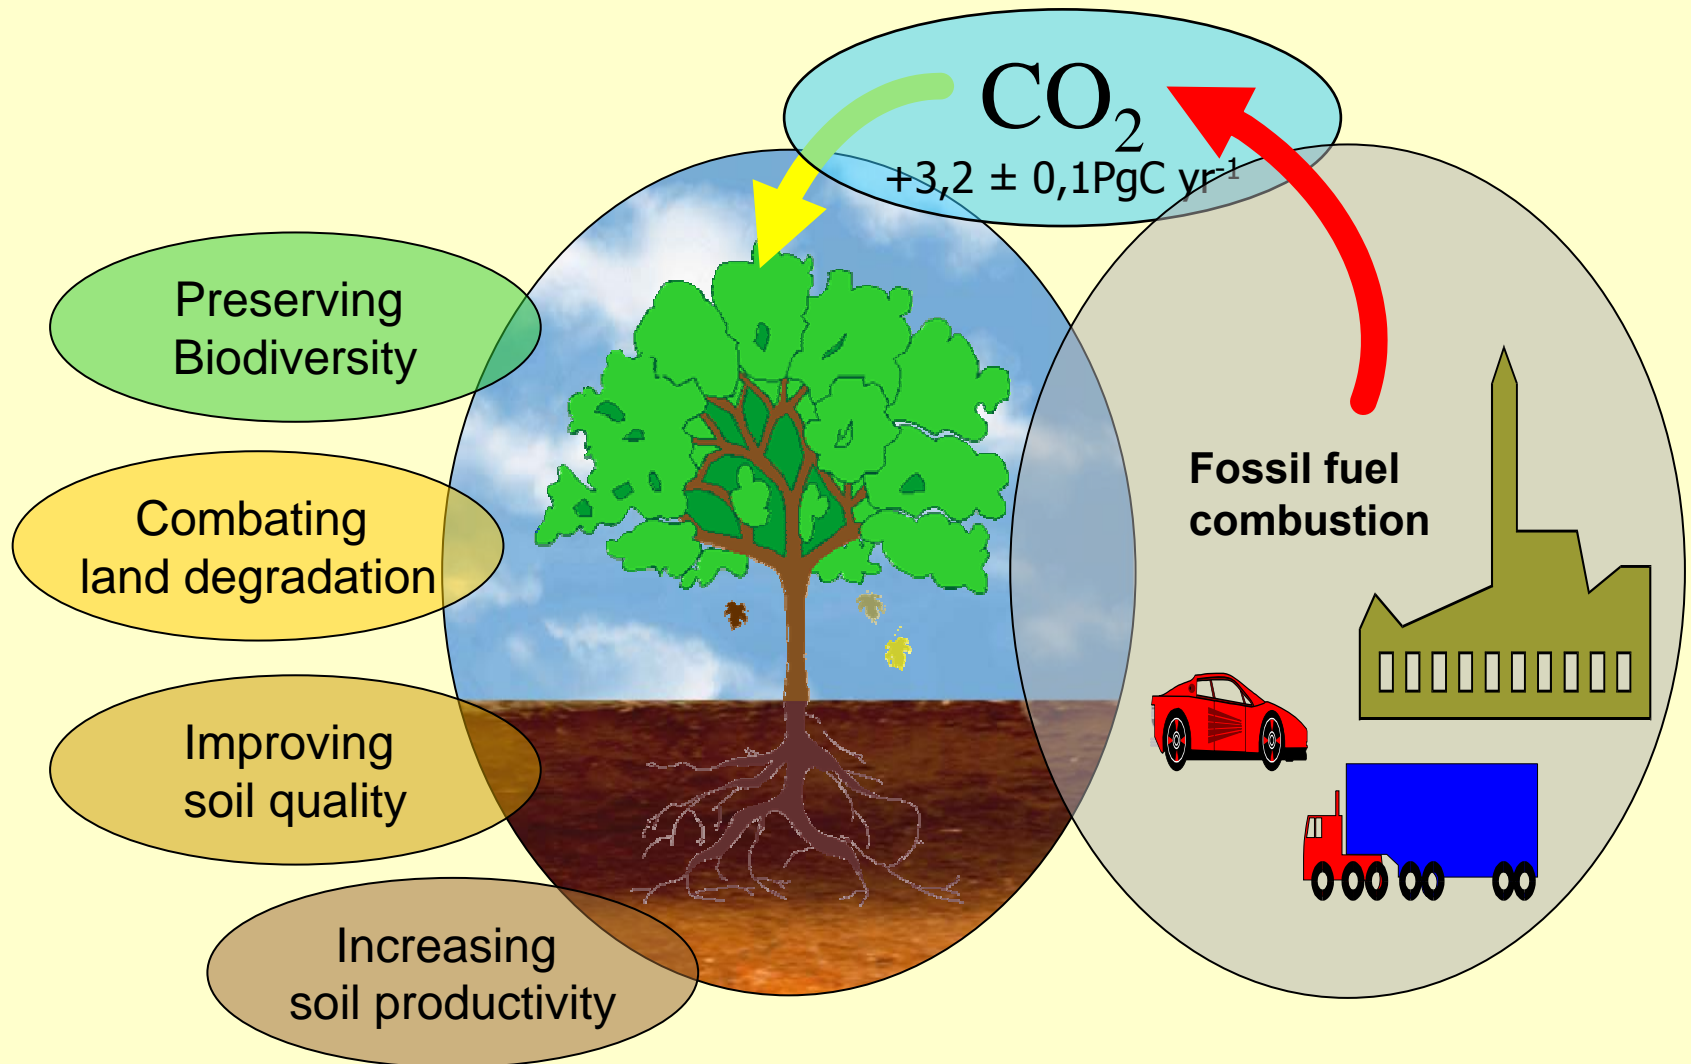 CO₂
+3,2 ± 0,1PgC yr⁻¹
Preserving
Biodiversity
Combating
land degradation
Improving
soil quality
Increasing
soil productivity
Fossil fuel
combustion